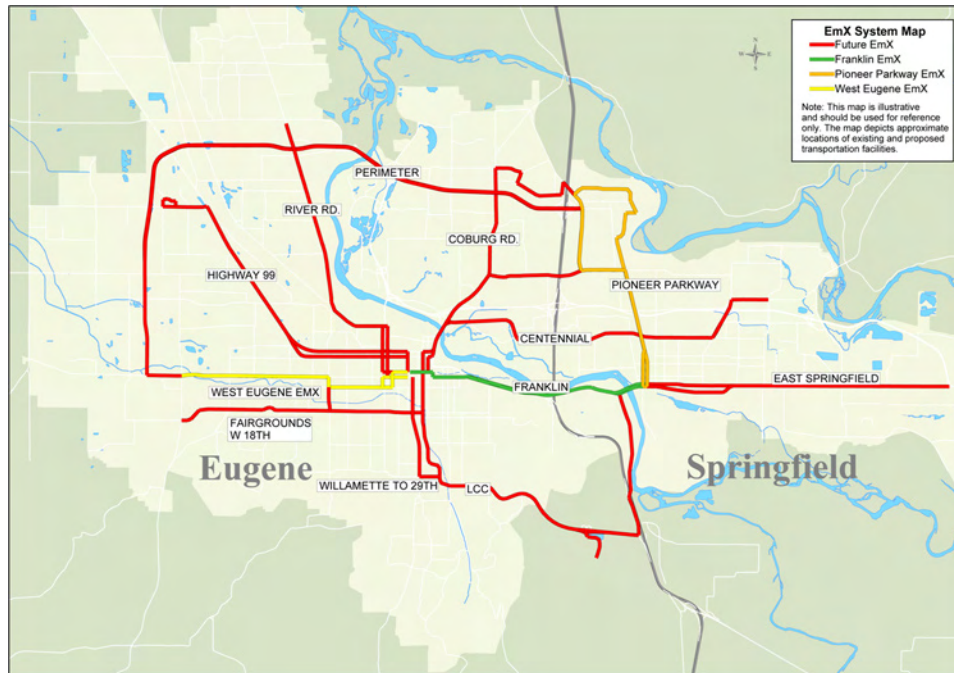 EmX System Map
Future EmX
Franklin EmX
Pioneer Parkway EmX
West Eugene EmX
Note: This map is illustrative
and should be used for reference
only. The map depicts approximate
locations of existing and proposed
transportation facilities.
N
W
E
S
PERIMETER
RIVER RD.
COBURG RD.
HIGHWAY 99
PIONEER PARKWAY
CENTENNIAL
EAST SPRINGFIELD
FRANKLIN
WEST EUGENE EMX
FAIRGROUNDS
W 18TH
Eugene
Springfield
WILLAMETTE TO 29TH
LCC